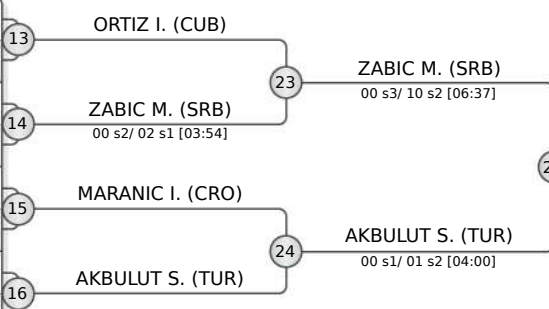 13
ORTIZ I. (CUB)
23
ZABIC M. (SRB)
00 s3/ 10 s2 [06:37]
14
ZABIC M. (SRB)
00 s2/ 02 s1 [03:54]
15
MARANIC I. (CRO)
24
AKBULUT S. (TUR)
00 s1/ 01 s2 [04:00]
16
AKBULUT S. (TUR)